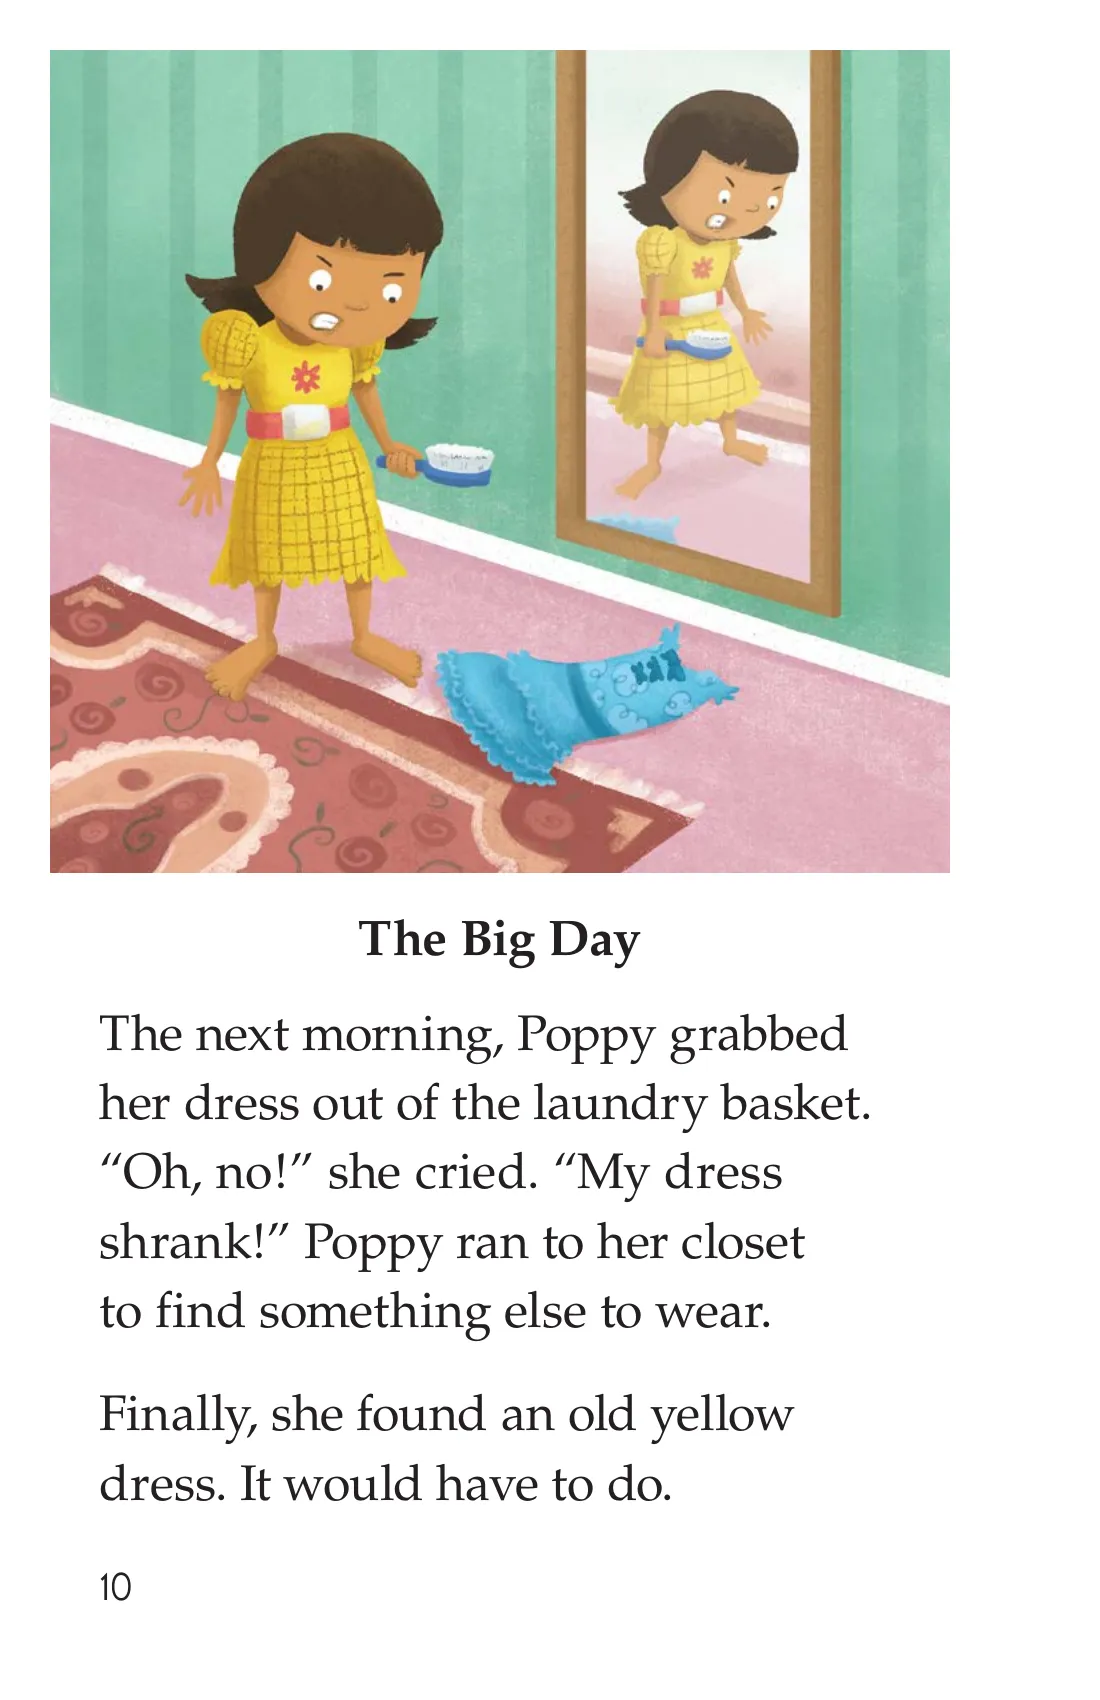 The Big Day
The next morning, Poppy grabbed
her dress out of the laundry basket.
“Oh, no!” she cried. “My dress
shrank!” Poppy ran to her closet
to find something else to wear.
Finally, she found an old yellow
dress. It would have to do.
10